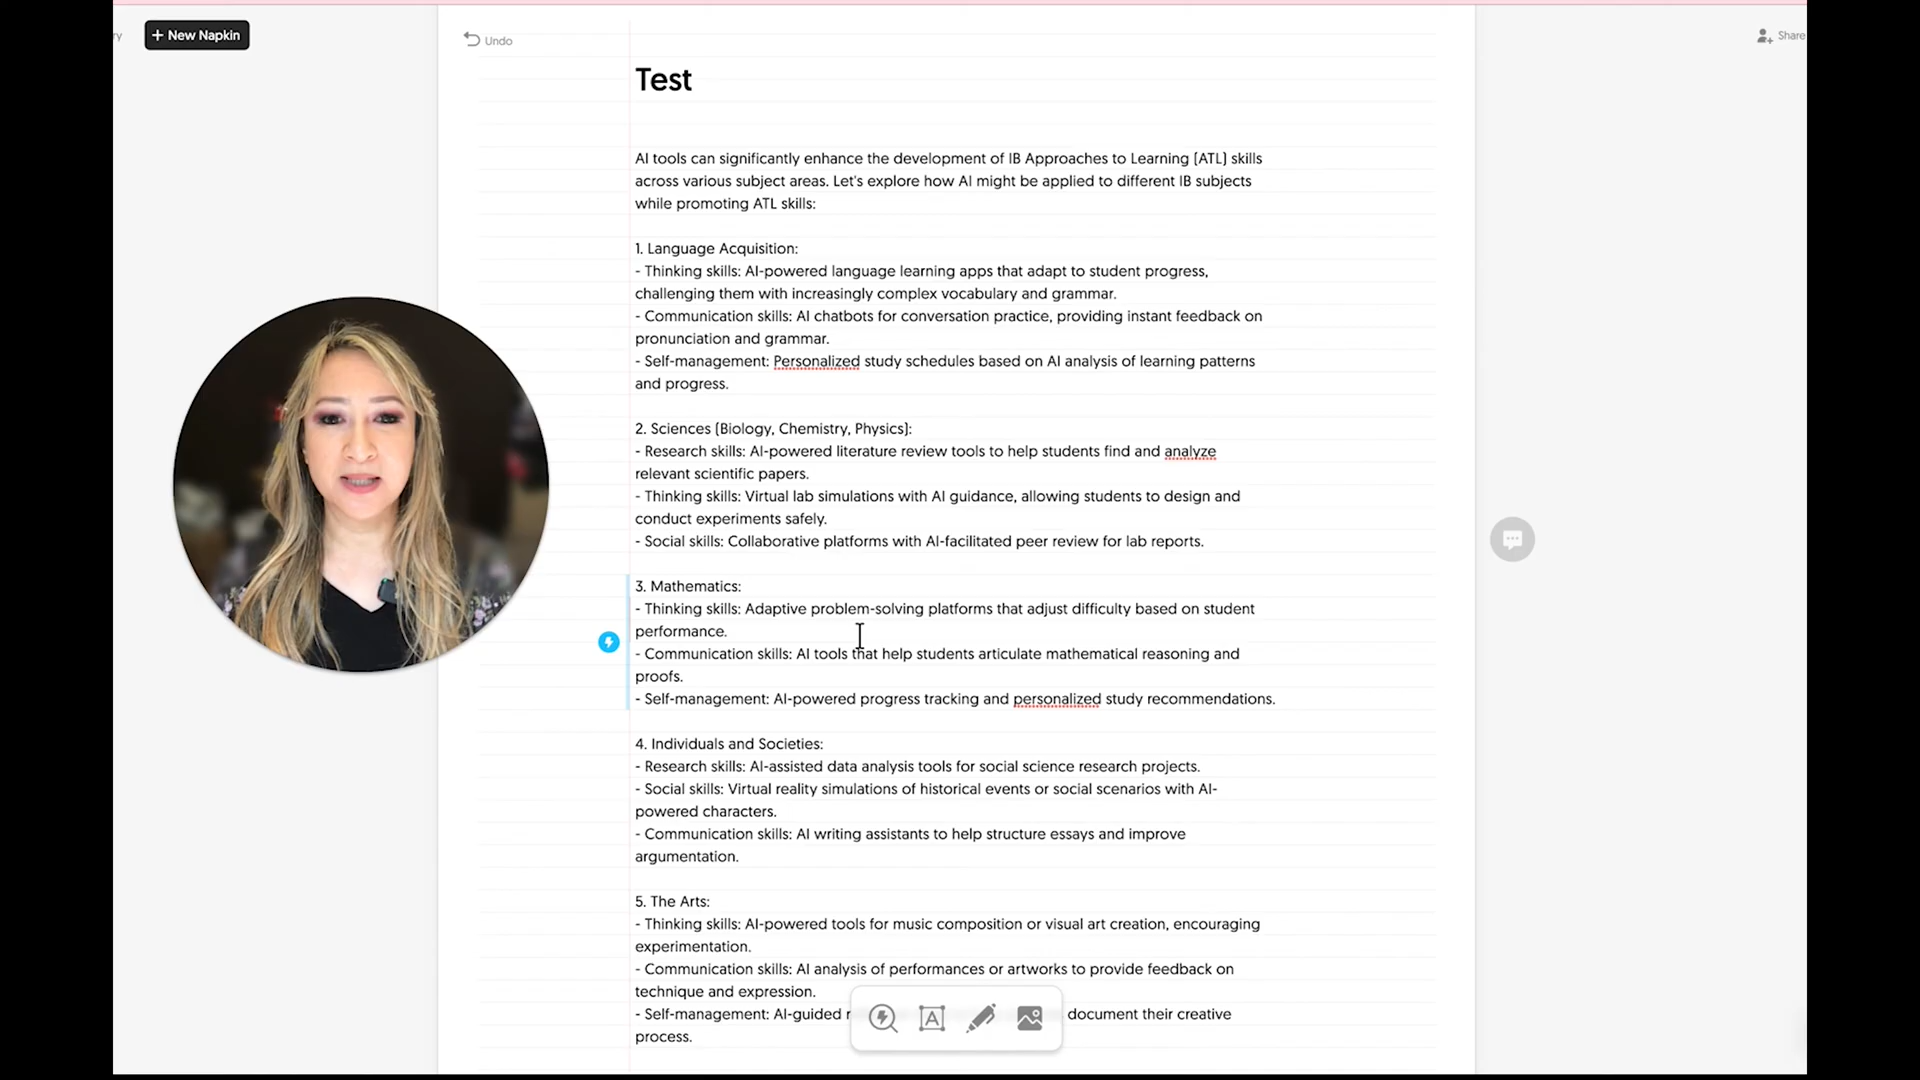 ry
+ New Napkin
Undo
Share
Test
AI tools can significantly enhance the development of IB Approaches to Learning (ATL) skills
across various subject areas. Let's explore how AI might be applied to different IB subjects
while promoting ATL skills:
1. Language Acquisition:
- Thinking skills: AI-powered language learning apps that adapt to student progress,
challenging them with increasingly complex vocabulary and grammar.
- Communication skills: AI chatbots for conversation practice, providing instant feedback on
pronunciation and grammar.
- Self-management: Personalized study schedules based on AI analysis of learning patterns
and progress.
2. Sciences (Biology, Chemistry, Physics):
- Research skills: AI-powered literature review tools to help students find and analyze
relevant scientific papers.
- Thinking skills: Virtual lab simulations with AI guidance, allowing students to design and
conduct experiments safely.
- Social skills: Collaborative platforms with AI-facilitated peer review for lab reports.
3. Mathematics:
- Thinking skills: Adaptive problem-solving platforms that adjust difficulty based on student
performance.
- Communication skills: AI tools that help students articulate mathematical reasoning and
proofs.
- Self-management: AI-powered progress tracking and personalized study recommendations.
4. Individuals and Societies:
- Research skills: AI-assisted data analysis tools for social science research projects.
- Social skills: Virtual reality simulations of historical events or social scenarios with AI-
powered characters.
- Communication skills: AI writing assistants to help structure essays and improve
argumentation.
5. The Arts:
- Thinking skills: AI-powered tools for music composition or visual art creation, encouraging
experimentation.
- Communication skills: AI analysis of performances or artworks to provide feedback on
technique and expression.
- Self-management: AI-guided document their creative
process.